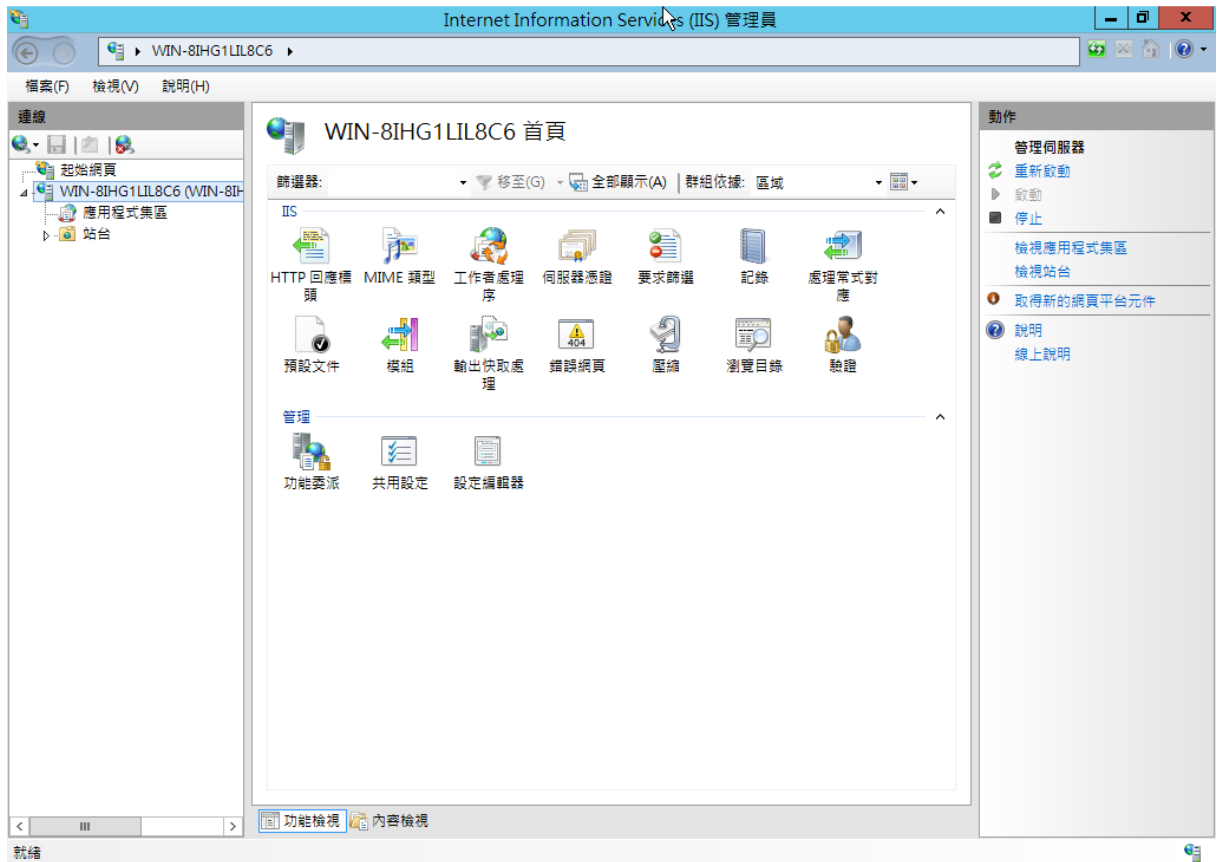 Internet Information Services (IIS) 管理員
WIN-8IHG1LIL8C6
檔案(F) 檢視(V) 說明(H)
連線
起始網頁
WIN-8IHG1LIL8C6 (WIN-8IH
應用程式集區
站台
WIN-8IHG1LIL8C6 首頁
篩選器: 移至(G) 全部顯示(A) 群組依據: 區域
IIS
HTTP 回應標
頭
MIME 類型
工作者處理
序
伺服器憑證
要求篩選
記錄
處理常式對
應
預設文件
模組
輸出快取處
理
404
錯誤網頁
壓縮
瀏覽目錄
驗證
管理
功能委派
共用設定
設定編輯器
功能檢視 內容檢視
動作
管理伺服器
重新啟動
啟動
停止
檢視應用程式集區
檢視站台
取得新的網頁平台元件
說明
線上說明
就緒